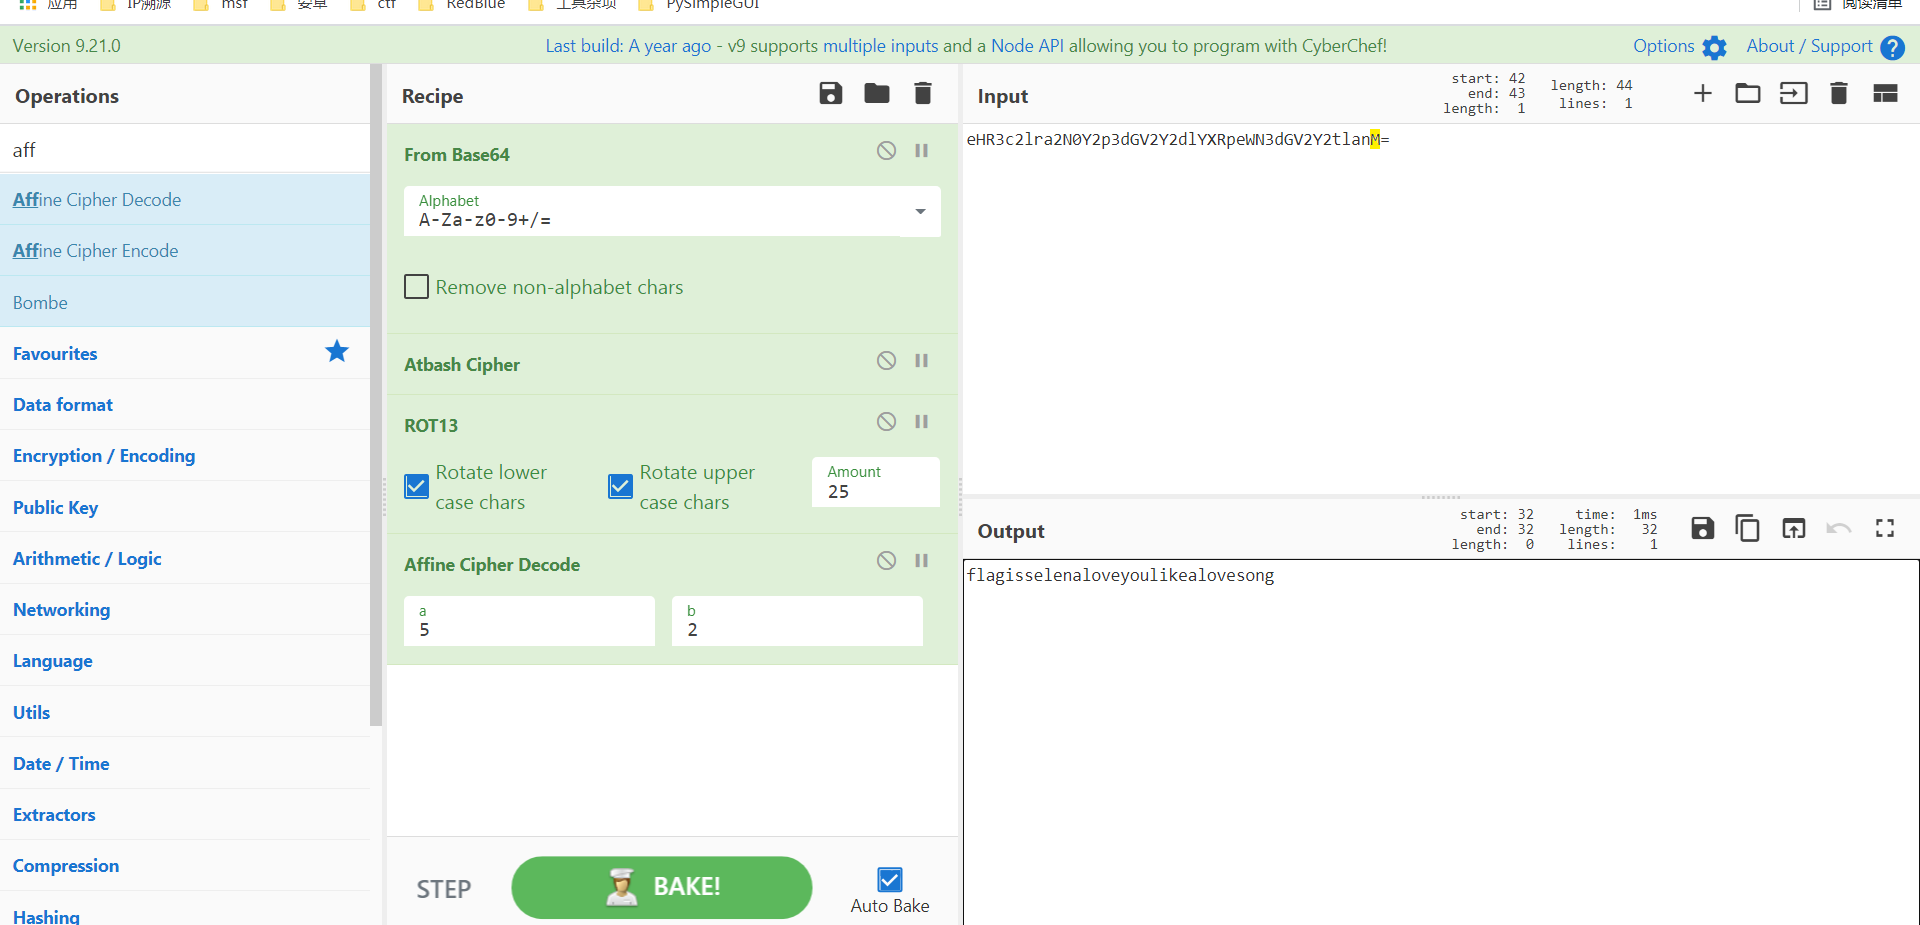 应用 IP溯源 msf 安卓 ctf RedBlue 工具杂项 PySimpleGUI 阅读清单
Version 9.21.0
Last build: A year ago - v9 supports multiple inputs and a Node API allowing you to program with CyberChef!
Options
About / Support
Operations
aff
Affine Cipher Decode
Affine Cipher Encode
Bombe
Favourites
Data format
Encryption / Encoding
Public Key
Arithmetic / Logic
Networking
Language
Utils
Date / Time
Extractors
Compression
Hashing
Recipe
From Base64
Alphabet
A-Za-z0-9+/=
Remove non-alphabet chars
Atbash Cipher
ROT13
Rotate lower
case chars
Rotate upper
case chars
Amount
25
Affine Cipher Decode
a
5
b
2
STEP
BAKE!
Auto Bake
Input
start: 42
end: 43
length: 1
length: 44
lines: 1
eHR3c2lra2N0Y2p3dGV2Y2dlYXRpeWN3dGV2Y2tlanM=
Output
start: 32
end: 32
length: 0
time: 1ms
length: 32
lines: 1
flagisselenaloveyoulikealovesong